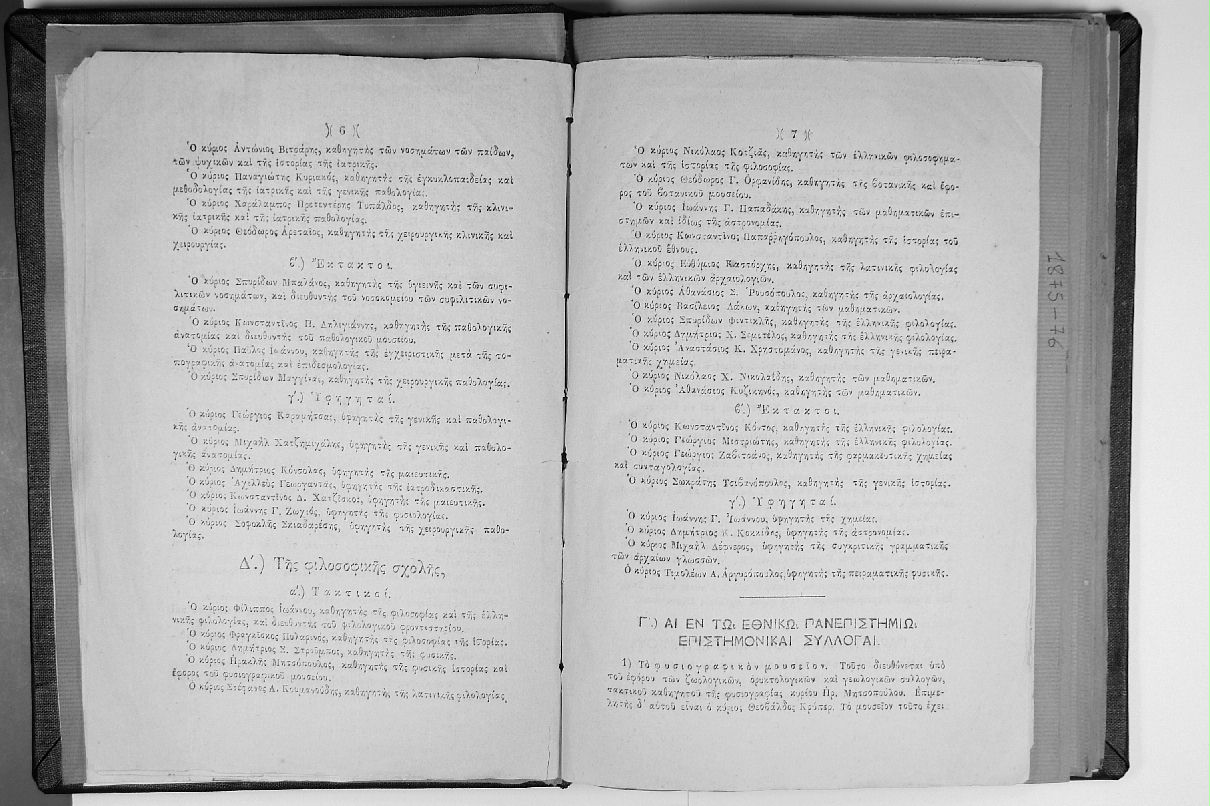 )( 6 )(
Ὁ κύριος Ἀντώνιος Βιτσάρης, καθηγητὴς τῶν νοσημάτων τῶν παίδων,
τῶν ψυχικῶν καὶ τῆς ἱστορίας τῆς ἰατρικῆς.
Ὁ κύριος Παναγιώτης Κυριακός, καθηγητὴς τῆς ἐγκυκλοπαιδείας καὶ
μεθοδολογίας τῆς ἰατρικῆς καὶ τῆς γενικῆς παθολογίας.
Ὁ κύριος Χαράλαμπος Πρετεντέρης Τυπάλδος, καθηγητὴς τῆς κλινι-
κῆς ἰατρικῆς καὶ τῆς ἰατρικῆς παθολογίας.
Ὁ κύριος Θεόδωρος Ἀρεταῖος, καθηγητὴς τῆς χειρουργικῆς κλινικῆς καὶ
χειρουργίας.
β΄.) Ἔκτακτοι.
Ὁ κύριος Σπυρίδων Μπαλάνος, καθηγητὴς τῆς ὑγιεινῆς καὶ τῶν συφι-
λιτικῶν νοσημάτων, καὶ διευθυντὴς τοῦ νοσοκομείου τῶν συφιλιτικῶν νο-
σημάτων.
Ὁ κύριος Κωνσταντῖνος Π. Δηλιγιάννης, καθηγητὴς τῆς παθολογικῆς
ἀνατομίας καὶ διευθυντὴς τοῦ παθολογικοῦ μουσείου.
Ὁ κύριος Παῦλος Ἰωάννου, καθηγητὴς τῆς ἐγχειριστικῆς μετὰ τῆς το-
πογραφικῆς ἀνατομίας καὶ ἐπιδεσμολογίας.
Ὁ κύριος Σπυρίδων Μαγγίνας, καθηγητὴς τῆς χειρουργικῆς παθολογίας.
γ΄.) Ὑφηγηταί.
Ὁ κύριος Γεώργιος Καραμήτσας, ὑφηγητὴς τῆς γενικῆς καὶ παθολογι-
κῆς ἀνατομίας.
Ὁ κύριος Μιχαὴλ Χατζημιχάλης, ὑφηγητὴς τῆς γενικῆς καὶ παθολο-
γικῆς ἀνατομίας.
Ὁ κύριος Δημήτριος Κόνσολας, ὑφηγητὴς τῆς μαιευτικῆς.
Ὁ κύριος Ἀχιλλεὺς Γεωργαντάς, ὑφηγητὴς τῆς ἰατροδικαστικῆς.
Ὁ κύριος Κωνσταντῖνος Δ. Χατζίσκος, ὑφηγητὴς τῆς μαιευτικῆς.
Ὁ κύριος Ἰωάννης Γ. Ζωχιός, ὑφηγητὴς τῆς φυσιολογίας.
Ὁ κύριος Σοφοκλῆς Σκιαδαρέσης, ὑφηγητὴς τῆς χειρουργικῆς παθο-
λογίας.
Δ΄.) Τῆς φιλοσοφικῆς σχολῆς,
α΄.) Τακτικοί.
Ὁ κύριος Φίλιππος Ἰωάννου, καθηγητὴς τῆς φιλοσοφίας καὶ τῆς ἑλλη-
νικῆς φιλολογίας, καὶ διευθυντὴς τοῦ φιλολογικοῦ φροντιστηρίου.
Ὁ κύριος Φραγκῖσκος Πυλαρινός, καθηγητὴς τῆς φιλοσοφίας τῆς ἱστορίας.
Ὁ κύριος Δημήτριος Σ. Στρούμπος, καθηγητὴς τῆς φυσικῆς.
Ὁ κύριος Ἡρακλῆς Μητσόπουλος, καθηγητὴς τῆς φυσικῆς ἱστορίας καὶ
ἔφορος τοῦ φυσιογραφικοῦ μουσείου.
Ὁ κύριος Στέφανος Α. Κουμανούδης, καθηγητὴς τῆς λατινικῆς φιλολογίας.
)( 7 )(
Ὁ κύριος Νικόλαος Κοτζιᾶς, καθηγητὴς τῶν ἑλληνικῶν φιλοσοφημά-
των καὶ τῆς ἱστορίας τῆς φιλοσοφίας.
Ὁ κύριος Θεόδωρος Γ. Ὀρφανίδης, καθηγητὴς τῆς βοτανικῆς καὶ ἔφο-
ρος τοῦ βοτανικοῦ μουσείου.
Ὁ κύριος Ἰωάννης Γ. Παπαδάκης, καθηγητὴς τῶν μαθηματικῶν ἐπι-
στημῶν καὶ ἰδίως τῆς ἀστρονομίας.
Ὁ κύριος Κωνσταντῖνος Παπαρρηγόπουλος, καθηγητὴς τῆς ἱστορίας τοῦ
ἑλληνικοῦ ἔθνους.
Ὁ κύριος Εὐθύμιος Καστόρχης, καθηγητὴς τῆς λατινικῆς φιλολογίας
καὶ τῶν ἑλληνικῶν ἀρχαιολογιῶν.
Ὁ κύριος Ἀθανάσιος Σ. Ῥουσόπουλος, καθηγητὴς τῆς ἀρχαιολογίας.
Ὁ κύριος Βασίλειος Λάκων, καθηγητὴς τῶν μαθηματικῶν.
Ὁ κύριος Σπυρίδων Φιντικλῆς, καθηγητὴς τῆς ἑλληνικῆς φιλολογίας.
Ὁ κύριος Δημήτριος Χ. Σεμιτέλος, καθηγητὴς τῆς ἑλληνικῆς φιλολογίας.
Ὁ κύριος Ἀναστάσιος Κ. Χρηστομάνος, καθηγητὴς τῆς γενικῆς πειρα-
ματικῆς χημείας.
Ὁ κύριος Νικόλαος Χ. Νικολαΐδης, καθηγητὴς τῶν μαθηματικῶν.
Ὁ κύριος Ἀθανάσιος Κυζικηνός, καθηγητὴς τῶν μαθηματικῶν.
β΄.) Ἔκτακτοι.
Ὁ κύριος Κωνσταντῖνος Κόντος, καθηγητὴς τῆς ἑλληνικῆς φιλολογίας.
Ὁ κύριος Γεώργιος Μιστριώτης, καθηγητὴς τῆς ἑλληνικῆς φιλολογίας.
Ὁ κύριος Γεώργιος Ζαβιτσάνος, καθηγητὴς τῆς φαρμακευτικῆς χημείας
καὶ συνταγολογίας.
Ὁ κύριος Σωκράτης Τσιβανόπουλος, καθηγητὴς τῆς γενικῆς ἱστορίας.
γ΄.) Ὑφηγηταί.
Ὁ κύριος Ἰωάννης Γ. Ἰωάννου, ὑφηγητὴς τῆς χημείας.
Ὁ κύριος Δημήτριος Κ. Κοκκίδης, ὑφηγητὴς τῆς ἀστρονομίας.
Ὁ κύριος Μιχαὴλ Δέφνερος, ὑφηγητὴς τῆς συγκριτικῆς γραμματικῆς
τῶν ἀρχαίων γλωσσῶν.
Ὁ κύριος Τιμολέων Α. Ἀργυρόπουλος, ὑφηγητὴς τῆς πειραματικῆς φυσικῆς.
Γ΄.) ΑΙ ΕΝ ΤΩι ΕΘΝΙΚΩι ΠΑΝΕΠΙΣΤΗΜΙΩι
ΕΠΙΣΤΗΜΟΝΙΚΑΙ ΣΥΛΛΟΓΑΙ.
1) Τὸ φυσιογραφικὸν μουσεῖον. Τοῦτο διευθύνεται ὑπὸ
τοῦ ἐφόρου τῶν ζωολογικῶν, ὀρυκτολογικῶν καὶ γεωλογικῶν συλλογῶν,
τακτικοῦ καθηγητοῦ τῆς φυσιογραφίας κυρίου Ἡρ. Μητσοπούλου. Ἐπιμε-
λητὴς δ᾽ αὐτοῦ εἶναι ὁ κύριος Θεοβάλδος Κρύπερ. Τὸ μουσεῖον τοῦτο ἔχει
1875-76